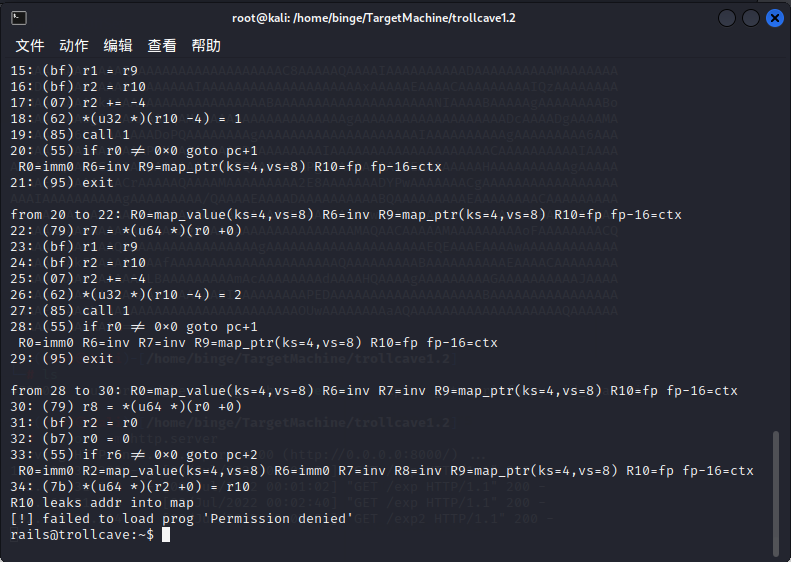 root@kali: /home/binge/TargetMachine/trollcave1.2
文件 动作 编辑 查看 帮助
15: (bf) r1 = r9
16: (bf) r2 = r10
17: (07) r2 += -4
18: (62) *(u32 *)(r10 -4) = 1
19: (85) call 1
20: (55) if r0 != 0×0 goto pc+1
 R0=imm0 R6=inv R9=map_ptr(ks=4,vs=8) R10=fp fp-16=ctx
21: (95) exit

from 20 to 22: R0=map_value(ks=4,vs=8) R6=inv R9=map_ptr(ks=4,vs=8) R10=fp fp-16=ctx
22: (79) r7 = *(u64 *)(r0 +0)
23: (bf) r1 = r9
24: (bf) r2 = r10
25: (07) r2 += -4
26: (62) *(u32 *)(r10 -4) = 2
27: (85) call 1
28: (55) if r0 != 0×0 goto pc+1
 R0=imm0 R6=inv R7=inv R9=map_ptr(ks=4,vs=8) R10=fp fp-16=ctx
29: (95) exit

from 28 to 30: R0=map_value(ks=4,vs=8) R6=inv R7=inv R9=map_ptr(ks=4,vs=8) R10=fp fp-16=ctx
30: (79) r8 = *(u64 *)(r0 +0)
31: (bf) r2 = r0
32: (b7) r0 = 0
33: (55) if r6 != 0×0 goto pc+2
 R0=imm0 R2=map_value(ks=4,vs=8) R6=imm0 R7=inv R8=inv R9=map_ptr(ks=4,vs=8) R10=fp fp-16=ctx
34: (7b) *(u64 *)(r2 +0) = r10
R10 leaks addr into map
[!] failed to load prog 'Permission denied'
rails@trollcave:~$